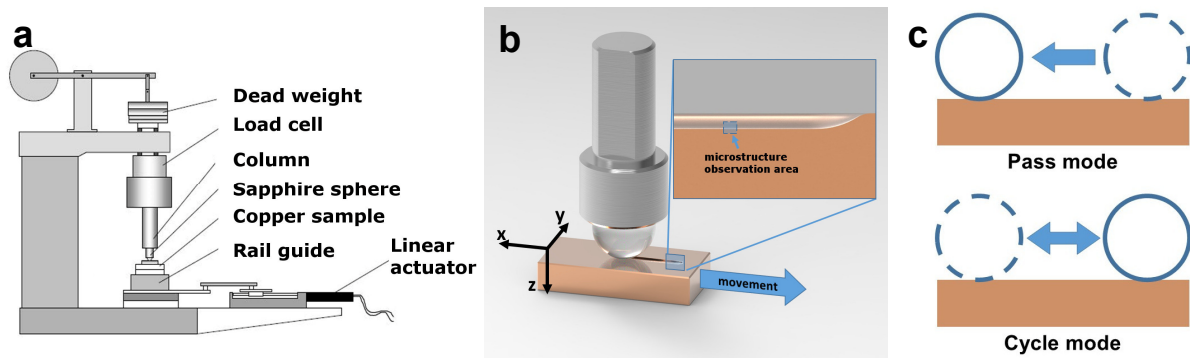 a
Dead weight
Load cell
Column
Sapphire sphere
Copper sample
Rail guide
Linear
actuator
b
microstructure
observation area
x
y
z
movement
c
Pass mode
Cycle mode